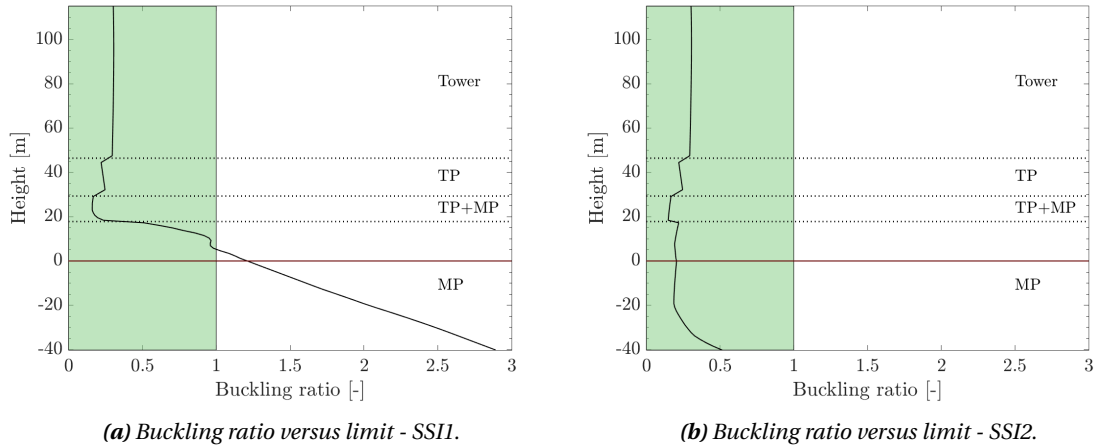 100
80
60
40
20
0
-20
-40
Height [m]
Tower
TP
TP+MP
MP
0
0.5
1
1.5
2
2.5
3
Buckling ratio [-]
(a) Buckling ratio versus limit - SSI1.
100
80
60
40
20
0
-20
-40
Height [m]
Tower
TP
TP+MP
MP
0
0.5
1
1.5
2
2.5
3
Buckling ratio [-]
(b) Buckling ratio versus limit - SSI2.